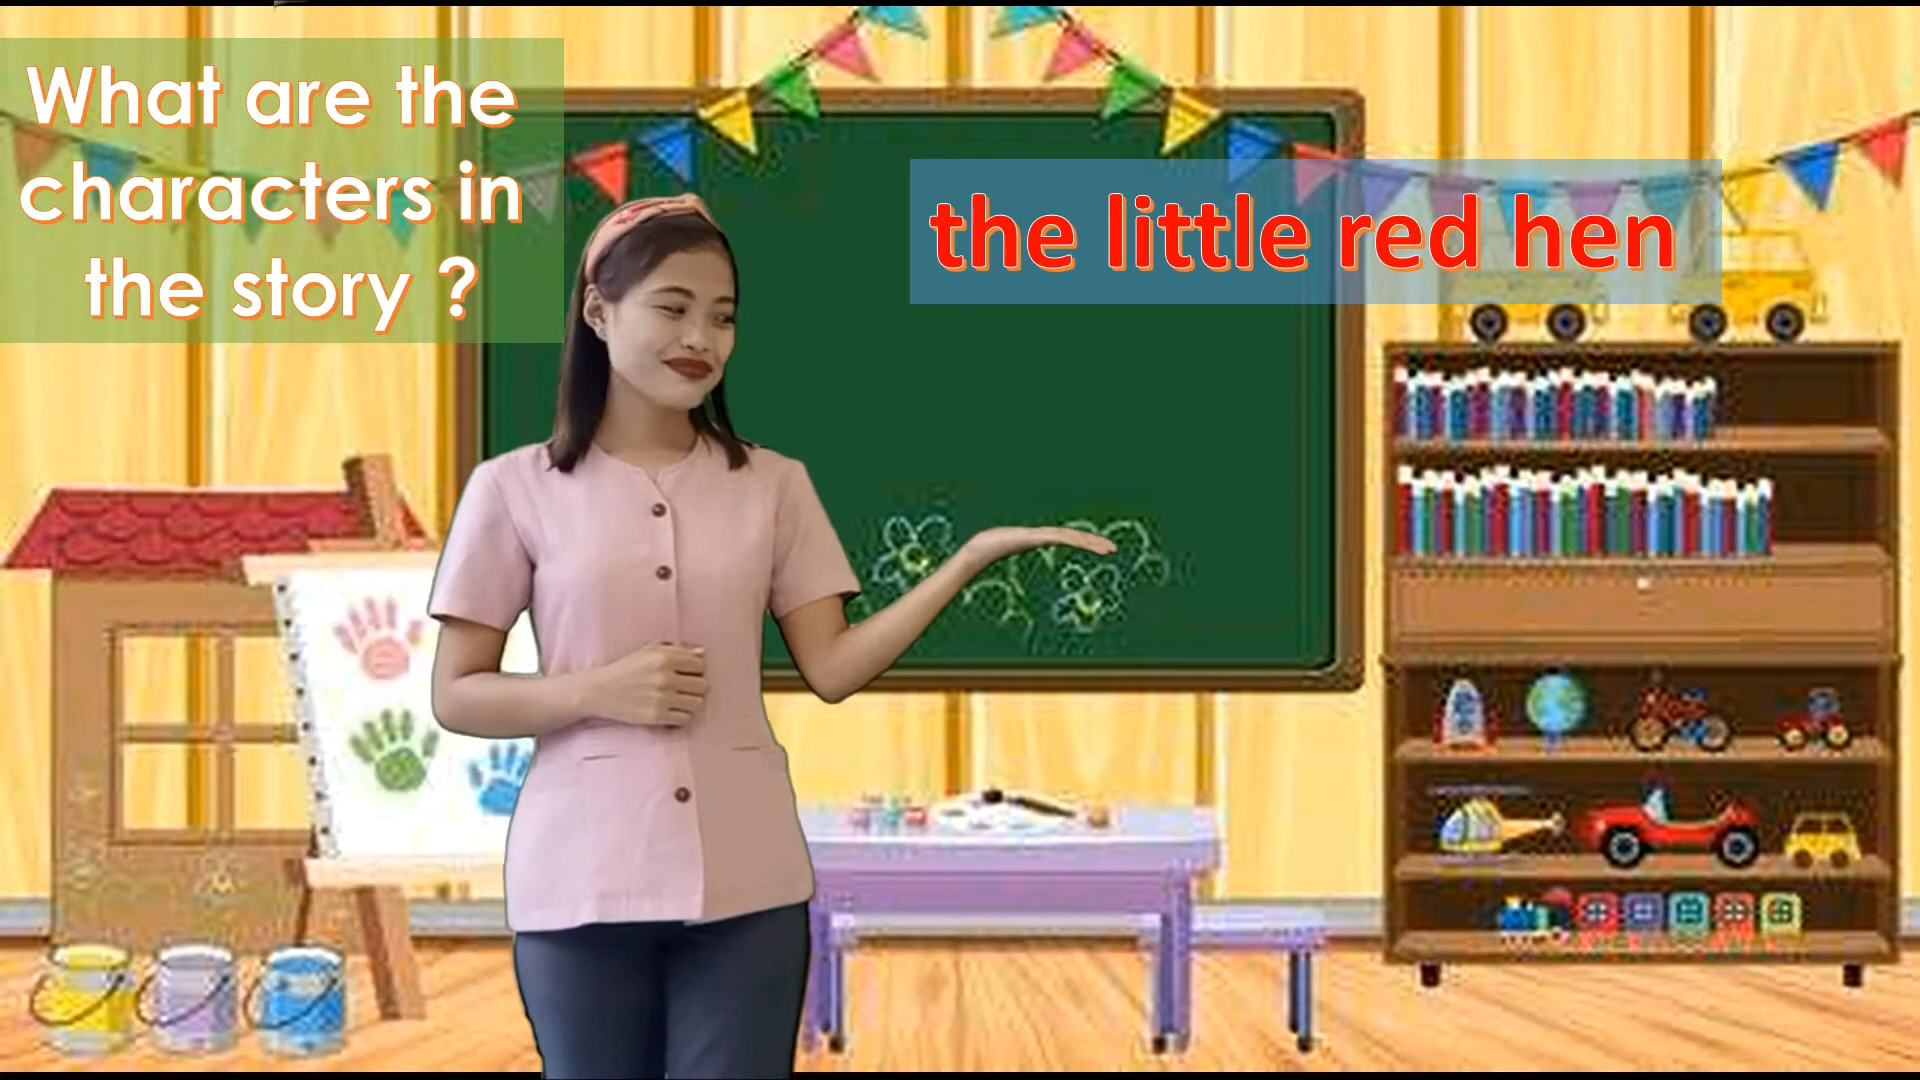 What are the
characters in
the story ?
the little red hen